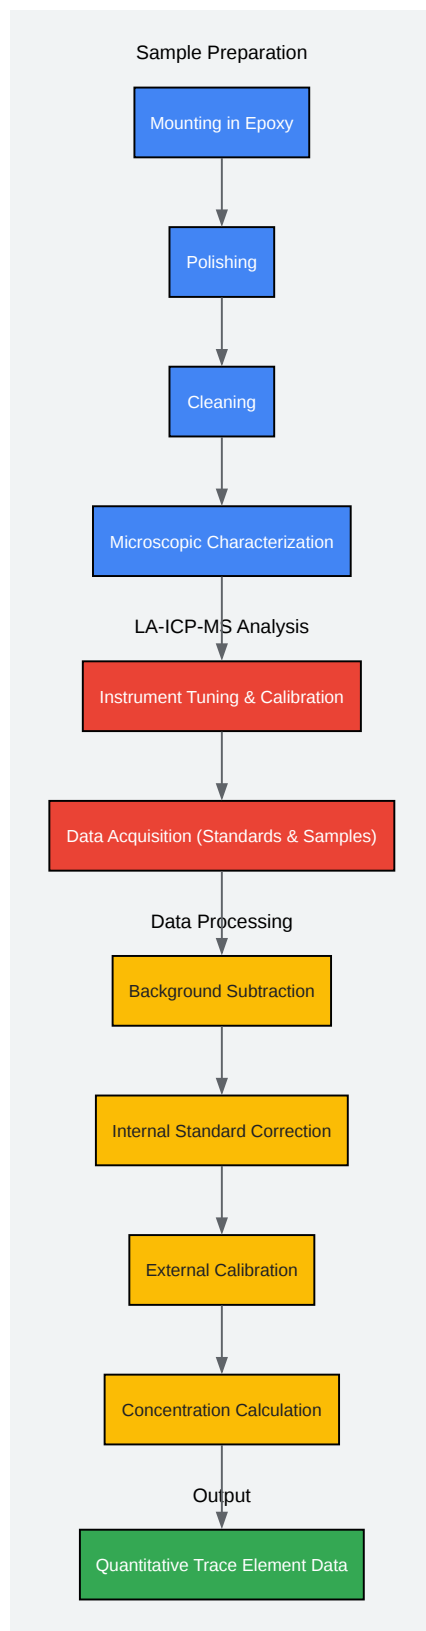 Sample Preparation
Mounting in Epoxy
Polishing
Cleaning
Microscopic Characterization
LA-ICP-MS Analysis
Instrument Tuning & Calibration
Data Acquisition (Standards & Samples)
Data Processing
Background Subtraction
Internal Standard Correction
External Calibration
Concentration Calculation
Output
Quantitative Trace Element Data